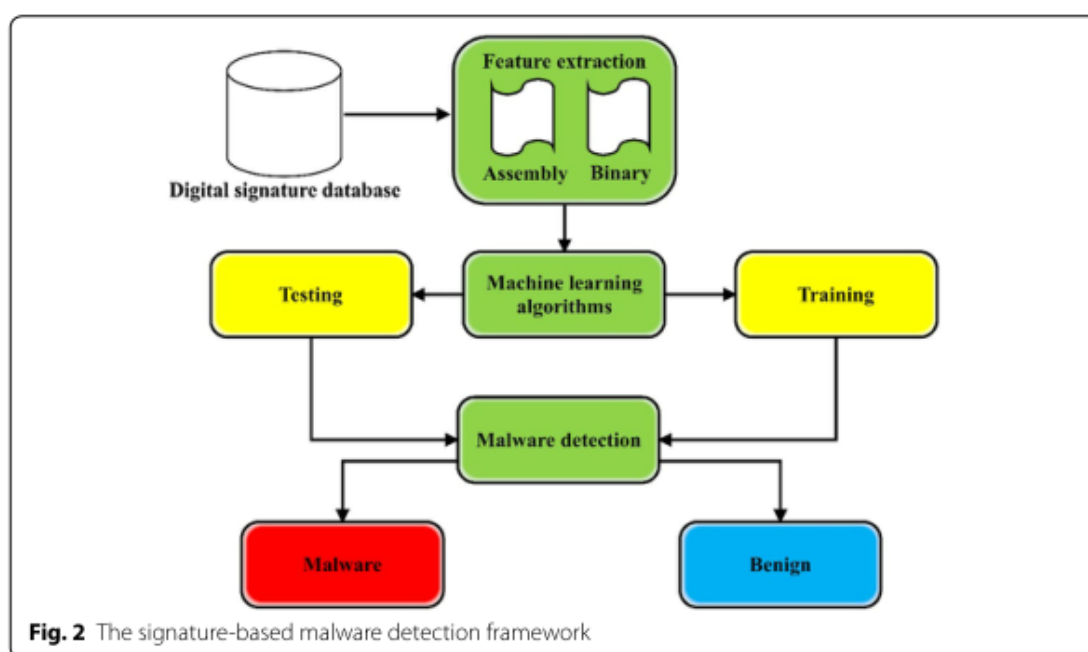 Feature extraction
Assembly Binary
Digital signature database
Testing
Machine learning
algorithms
Training
Malware detection
Malware
Benign
Fig. 2 The signature-based malware detection framework